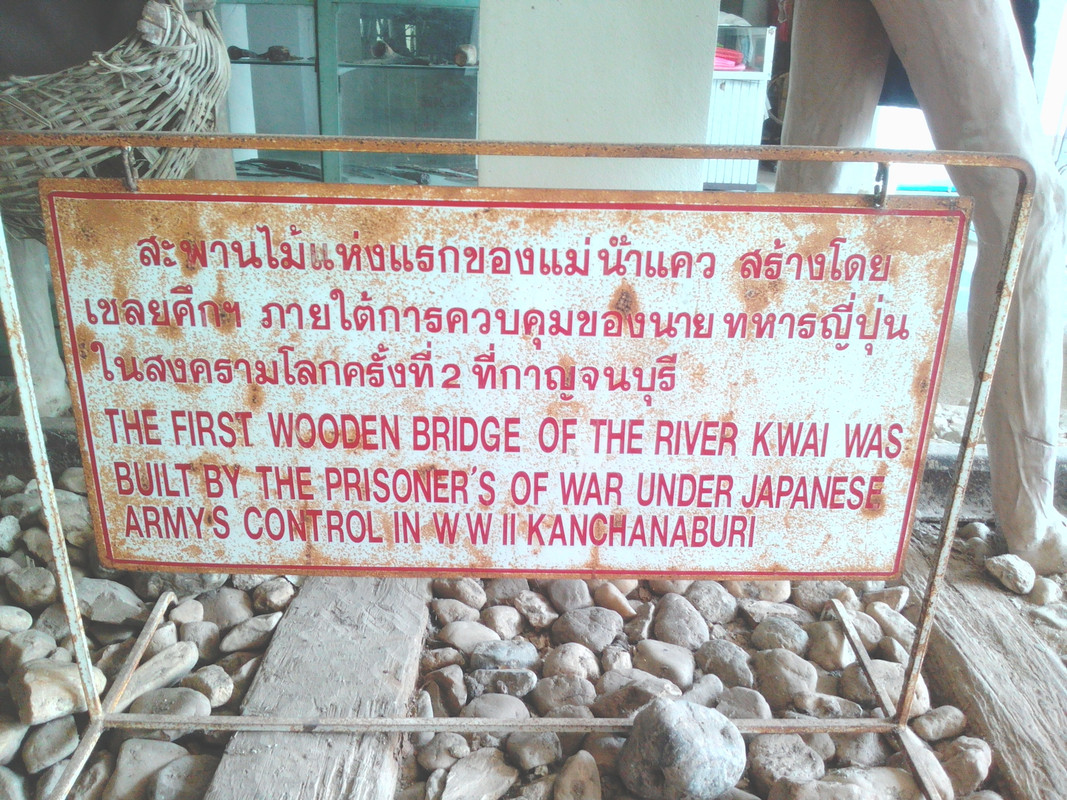 สะพานไม้แห่งแรกของแม่น้ำแคว สร้างโดย
เชลยศึกฯ ภายใต้การควบคุมของนายทหารญี่ปุ่น
ในสงครามโลกครั้งที่ 2 ที่กาญจนบุรี
THE FIRST WOODEN BRIDGE OF THE RIVER KWAI WAS
BUILT BY THE PRISONER'S OF WAR UNDER JAPANESE
ARMY'S CONTROL IN W W II KANCHANABURI